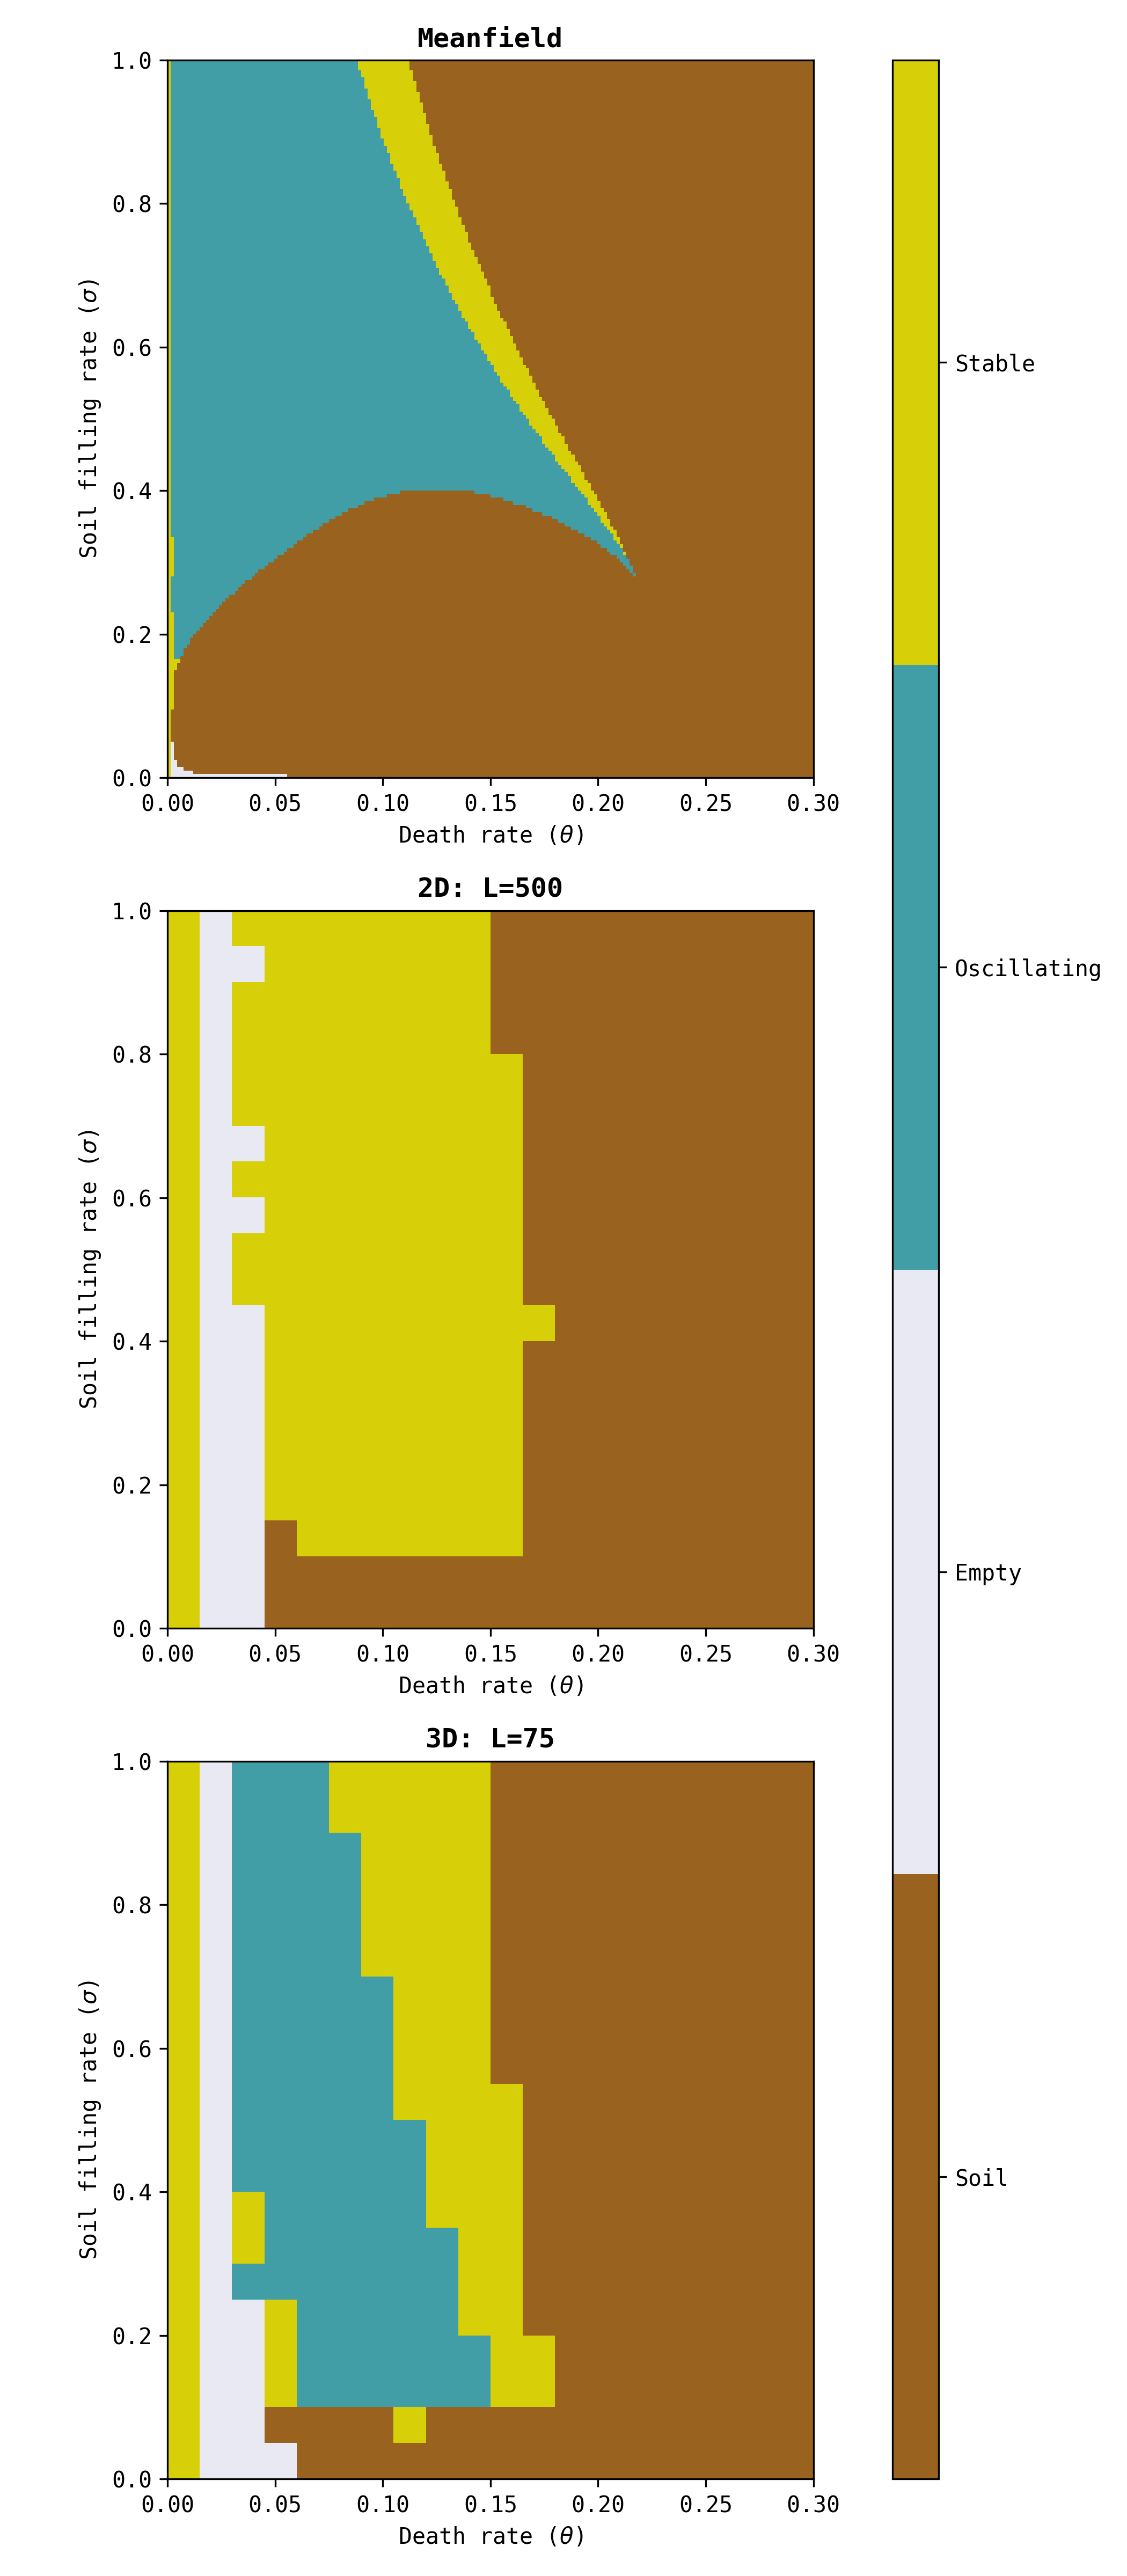 Meanfield
1.0
0.8
0.6
0.4
0.2
0.0
Soil filling rate (σ)
0.00 0.05 0.10 0.15 0.20 0.25 0.30
Death rate (θ)
2D: L=500
1.0
0.8
0.6
0.4
0.2
0.0
Soil filling rate (σ)
0.00 0.05 0.10 0.15 0.20 0.25 0.30
Death rate (θ)
3D: L=75
1.0
0.8
0.6
0.4
0.2
0.0
Soil filling rate (σ)
0.00 0.05 0.10 0.15 0.20 0.25 0.30
Death rate (θ)
Stable
Oscillating
Empty
Soil